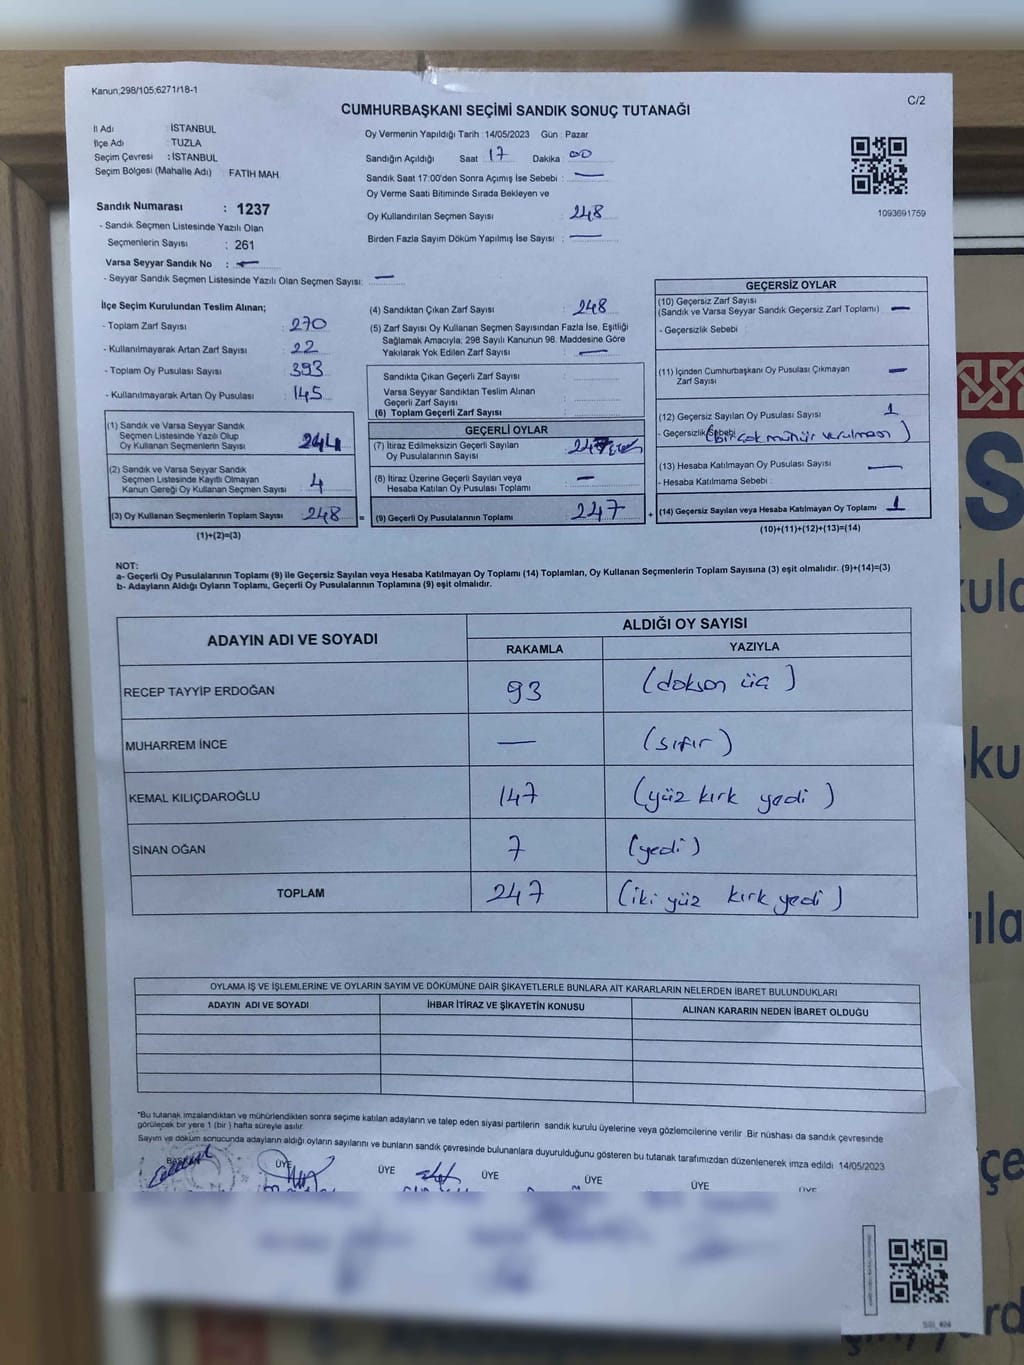 Kanun;298/105;6271/18-1
C/2
CUMHURBAŞKANI SEÇİMİ SANDIK SONUÇ TUTANAĞI
İl Adı : İSTANBUL
İlçe Adı : TUZLA
Seçim Çevresi : İSTANBUL
Seçim Bölgesi (Mahalle Adı) FATİH MAH.
Sandık Numarası : 1237
- Sandık Seçmen Listesinde Yazılı Olan
Seçmenlerin Sayısı : 261
Varsa Seyyar Sandık No : —
- Seyyar Sandık Seçmen Listesinde Yazılı Olan Seçmen Sayısı: —
Oy Vermenin Yapıldığı Tarih : 14/05/2023 Gün : Pazar
Sandığın Açıldığı Saat 17 Dakika 00
Sandık Saat 17:00'den Sonra Açımış İse Sebebi : —
Oy Verme Saati Bitiminde Sırada Bekleyen ve
Oy Kullandırılan Seçmen Sayısı : 248
Birden Fazla Sayım Döküm Yapılmış İse Sayısı : —
1093691759
İlçe Seçim Kurulundan Teslim Alınan;
- Toplam Zarf Sayısı : 270
- Kullanılmayarak Artan Zarf Sayısı : 22
- Toplam Oy Pusulası Sayısı : 393
- Kullanılmayarak Artan Oy Pusulası : 145
(1) Sandık ve Varsa Seyyar Sandık
Seçmen Listesinde Yazılı Olup
Oy Kullanan Seçmenlerin Sayısı 244
(2) Sandık ve Varsa Seyyar Sandık
Seçmen Listesinde Kayıtlı Olmayan
Kanun Gereği Oy Kullanan Seçmen Sayısı 4
(3) Oy Kullanan Seçmenlerin Toplam Sayısı 248
(1)+(2)=(3)
(4) Sandıktan Çıkan Zarf Sayısı : 248
(5) Zarf Sayısı Oy Kullanan Seçmen Sayısından Fazla İse, Eşitliği
Sağlamak Amacıyla, 298 Sayılı Kanunun 98. Maddesine Göre
Yakılarak Yok Edilen Zarf Sayısı : —
Sandıkta Çıkan Geçerli Zarf Sayısı :
Varsa Seyyar Sandıktan Teslim Alınan
Geçerli Zarf Sayısı :
(6) Toplam Geçerli Zarf Sayısı :
GEÇERLİ OYLAR
(7) İtiraz Edilmeksizin Geçerli Sayılan
Oy Pusulalarının Sayısı 247
(8) İtiraz Üzerine Geçerli Sayılan veya
Hesaba Katılan Oy Pusulası Toplamı —
= (9) Geçerli Oy Pusulalarının Toplamı 247
GEÇERSİZ OYLAR
(10) Geçersiz Zarf Sayısı
(Sandık ve Varsa Seyyar Sandık Geçersiz Zarf Toplamı) —
- Geçersizlik Sebebi :
(11) İçinden Cumhurbaşkanı Oy Pusulası Çıkmayan
Zarf Sayısı —
(12) Geçersiz Sayılan Oy Pusulası Sayısı 1
- Geçersizlik Sebebi (birçok mühür vurulması)
(13) Hesaba Katılmayan Oy Pusulası Sayısı —
- Hesaba Katılmama Sebebi :
+ (14) Geçersiz Sayılan veya Hesaba Katılmayan Oy Toplamı 1
(10)+(11)+(12)+(13)=(14)
NOT:
a- Geçerli Oy Pusulalarının Toplamı (9) ile Geçersiz Sayılan veya Hesaba Katılmayan Oy Toplamı (14) Toplamları, Oy Kullanan Seçmenlerin Toplam Sayısına (3) eşit olmalıdır. (9)+(14)=(3)
b- Adayların Aldığı Oyların Toplamı, Geçerli Oy Pusulalarının Toplamına (9) eşit olmalıdır.
ADAYIN ADI VE SOYADI ALDIĞI OY SAYISI
RAKAMLA YAZIYLA
RECEP TAYYİP ERDOĞAN 93 (doksan üç)
MUHARREM İNCE — (sıfır)
KEMAL KILIÇDAROĞLU 147 (yüz kırk yedi)
SİNAN OĞAN 7 (yedi)
TOPLAM 247 (iki yüz kırk yedi)
OYLAMA İŞ VE İŞLEMLERİNE VE OYLARIN SAYIM VE DÖKÜMÜNE DAİR ŞİKAYETLERLE BUNLARA AİT KARARLARIN NELERDEN İBARET BULUNDUKLARI
ADAYIN ADI VE SOYADI İHBAR İTİRAZ VE ŞİKAYETİN KONUSU ALINAN KARARIN NEDEN İBARET OLDUĞU
*Bu tutanak imzalandıktan ve mühürlendikten sonra seçime katılan adayların ve talep eden siyasi partilerin sandık kurulu üyelerine veya gözlemcilerine verilir. Bir nüshası da sandık çevresinde
görülecek bir yere 1 (bir) hafta süreyle asılır.
Sayım ve döküm sonucunda adayların aldığı oyların sayılarını ve bunların sandık çevresinde bulunanlara duyurulduğunu gösteren bu tutanak tarafımızdan düzenlenerek imza edildi. 14/05/2023
BAŞKAN ÜYE ÜYE ÜYE ÜYE ÜYE ÜYE